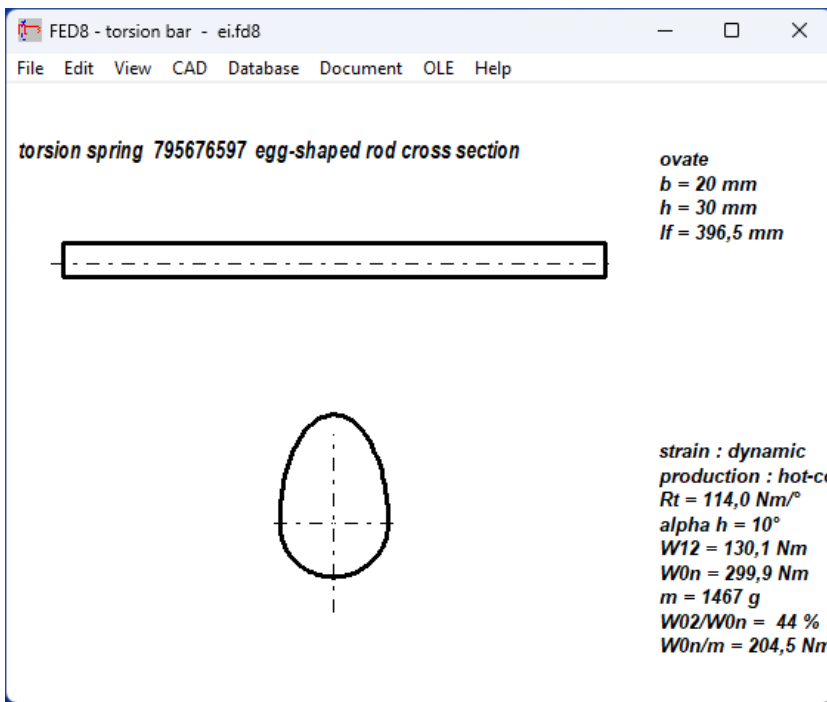 FED8 - torsion bar - ei.fd8
File Edit View CAD Database Document OLE Help
torsion spring 795676597 egg-shaped rod cross section
ovate
b = 20 mm
h = 30 mm
lf = 396,5 mm
strain : dynamic
production : hot-co
Rt = 114,0 Nm/°
alpha h = 10°
W12 = 130,1 Nm
W0n = 299,9 Nm
m = 1467 g
W02/W0n = 44 %
W0n/m = 204,5 Nm